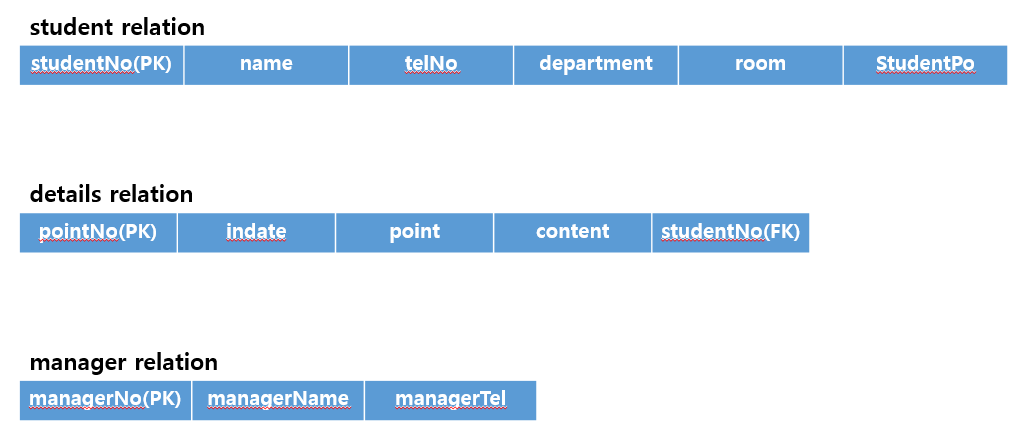 student relation
studentNo(PK) name telNo department room StudentPo
details relation
pointNo(PK) indate point content studentNo(FK)
manager relation
managerNo(PK) managerName managerTel